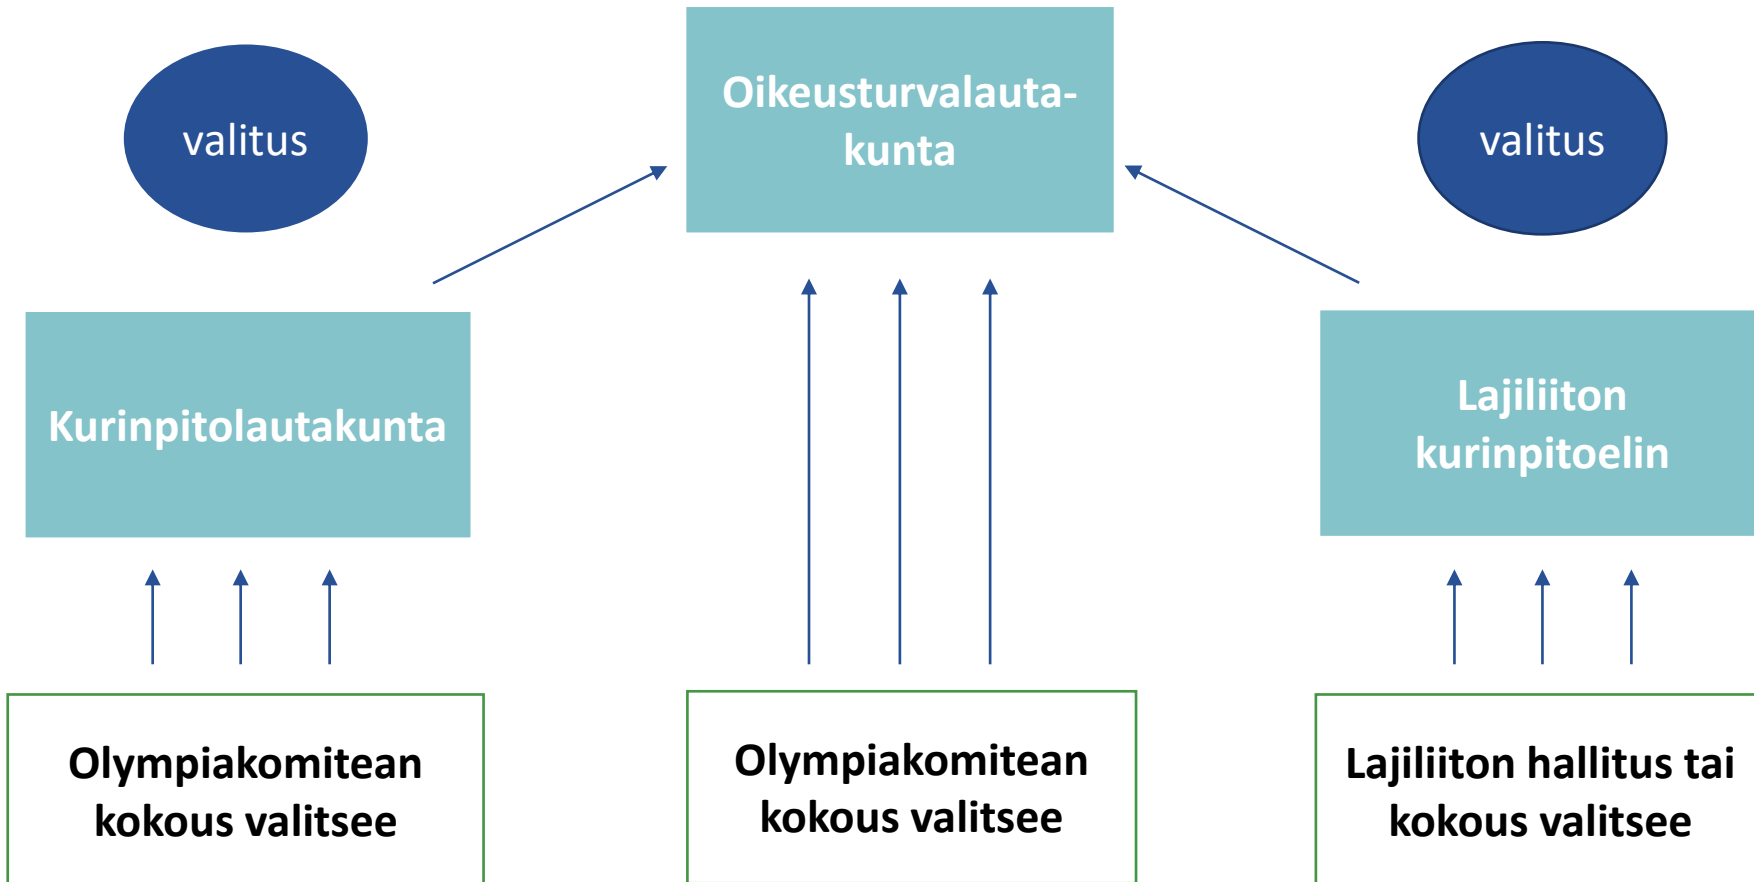 valitus
Oikeusturvalauta-
kunta
valitus
Kurinpitolautakunta
Lajiliiton
kurinpitoelin
Olympiakomitean
kokous valitsee
Olympiakomitean
kokous valitsee
Lajiliiton hallitus tai
kokous valitsee